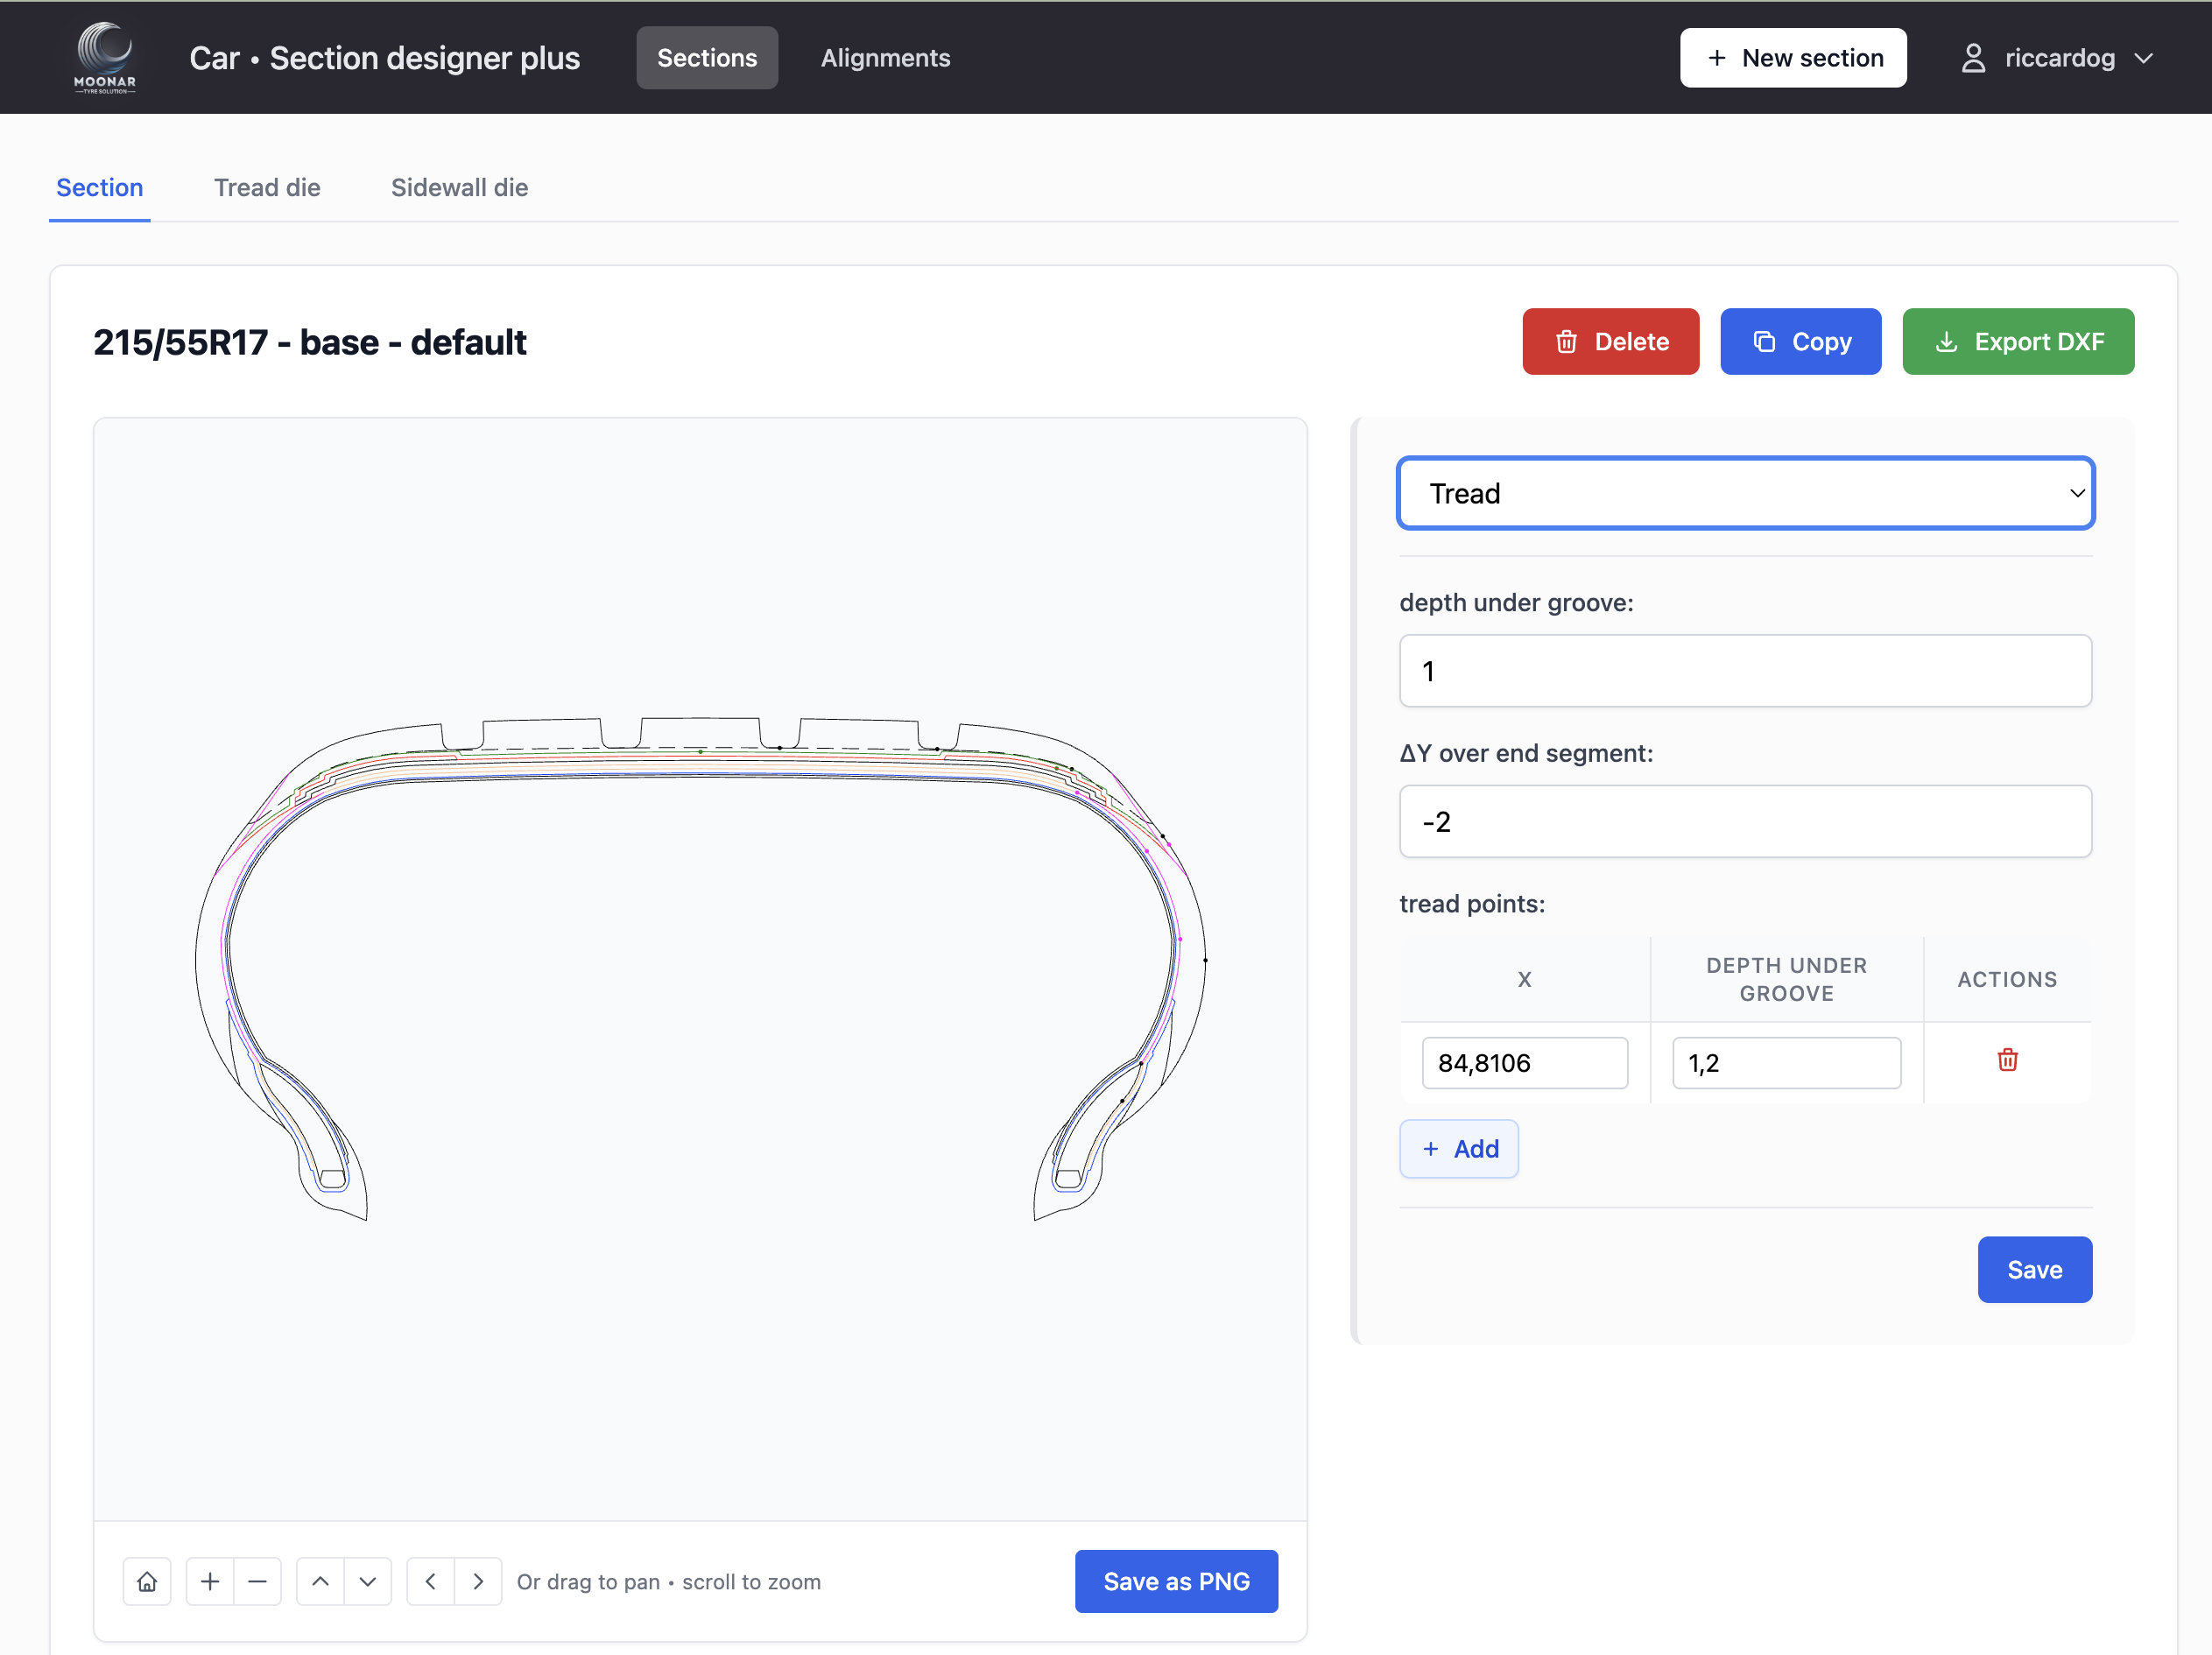 MOONAR
TYRE SOLUTION
Car • Section designer plus
Sections
Alignments
+ New section
riccardog
Section
Tread die
Sidewall die
215/55R17 - base - default
Delete
Copy
Export DXF
Tread
depth under groove:
1
ΔY over end segment:
-2
tread points:
X
DEPTH UNDER
GROOVE
ACTIONS
84,8106
1,2
+ Add
Save
Or drag to pan • scroll to zoom
Save as PNG